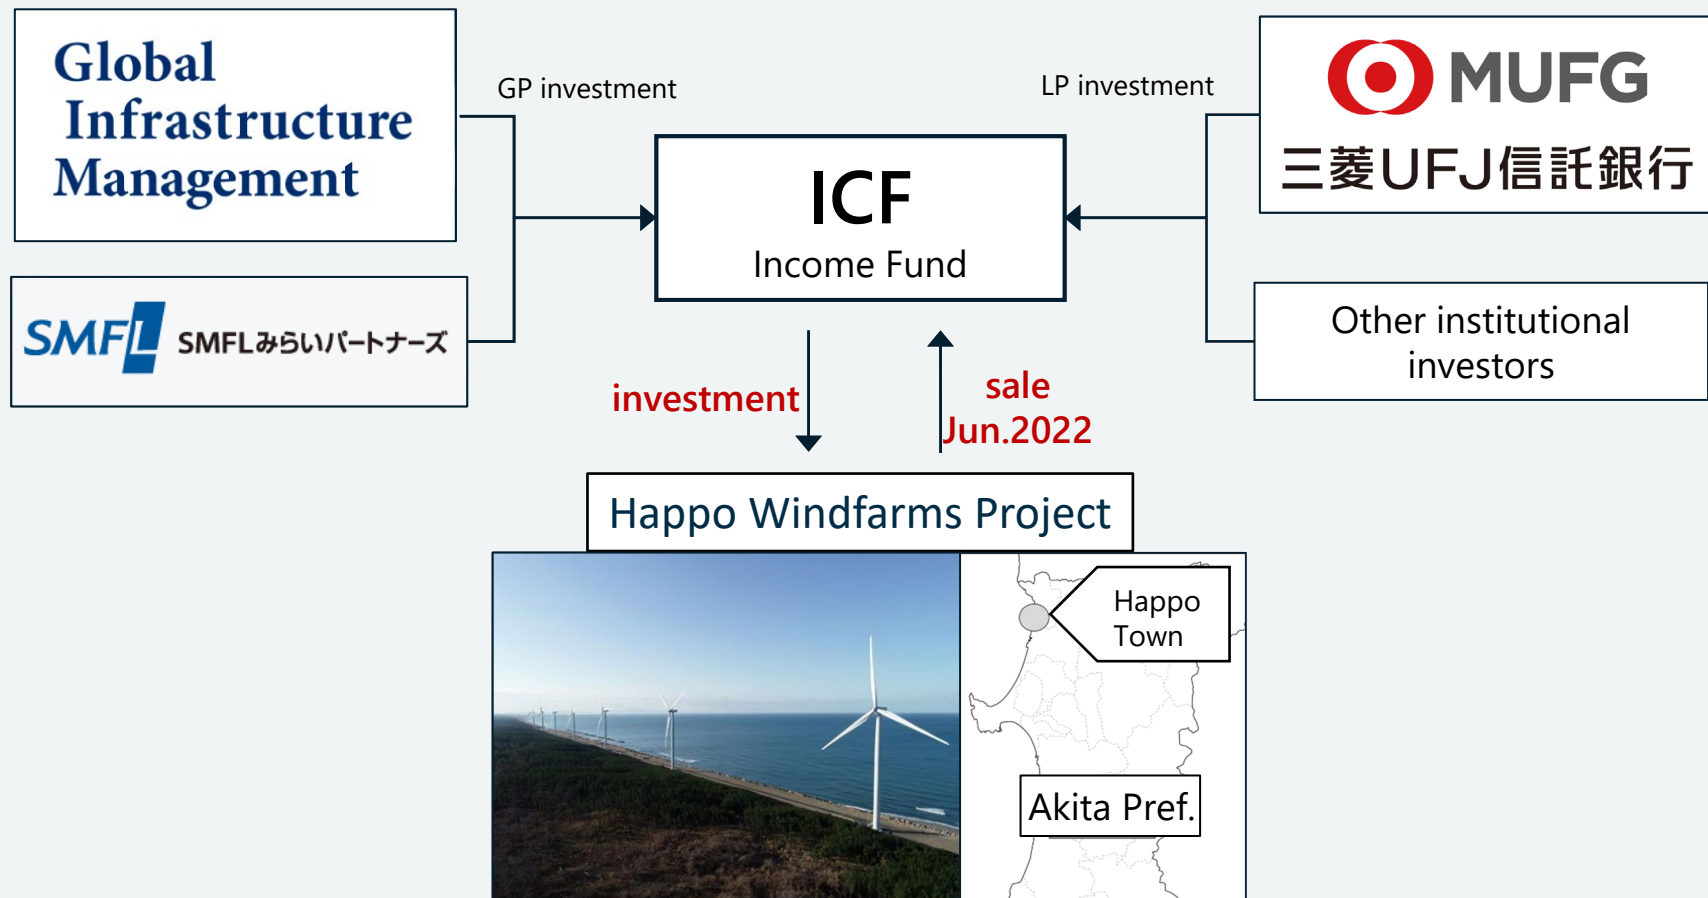 Global
Infrastructure
Management
GP investment
SMFL SMFLみらいパートナーズ
ICF
Income Fund
LP investment
MUFG
三菱UFJ信託銀行
Other institutional
investors
investment
sale
Jun.2022
Happo Windfarms Project
Happo
Town
Akita Pref.